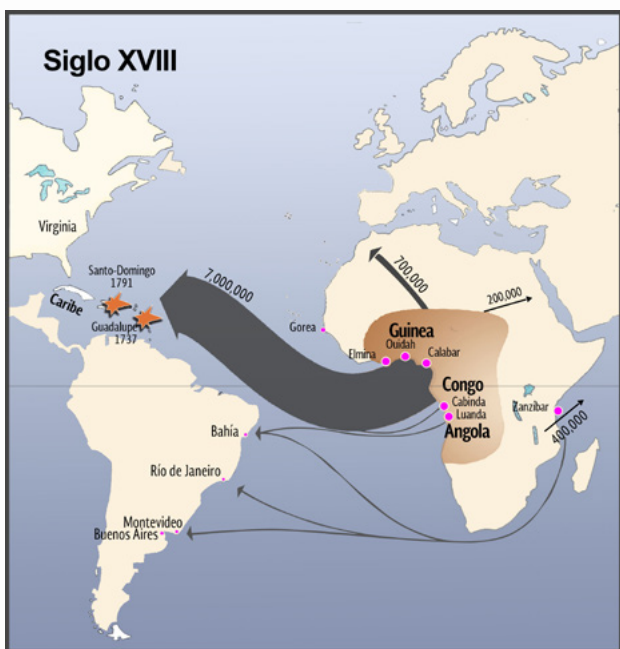 Siglo XVIII
Virginia
Santo-Domingo
1791
Caribe
Guadalupe
1737
7,000,000
700,000
200,000
Gorea
Guinea
Ouidah
Elmina
Calabar
Congo
Cabinda
Luanda
Angola
Zanzibar
400,000
Bahía
Río de Janeiro
Montevideo
Buenos Aires